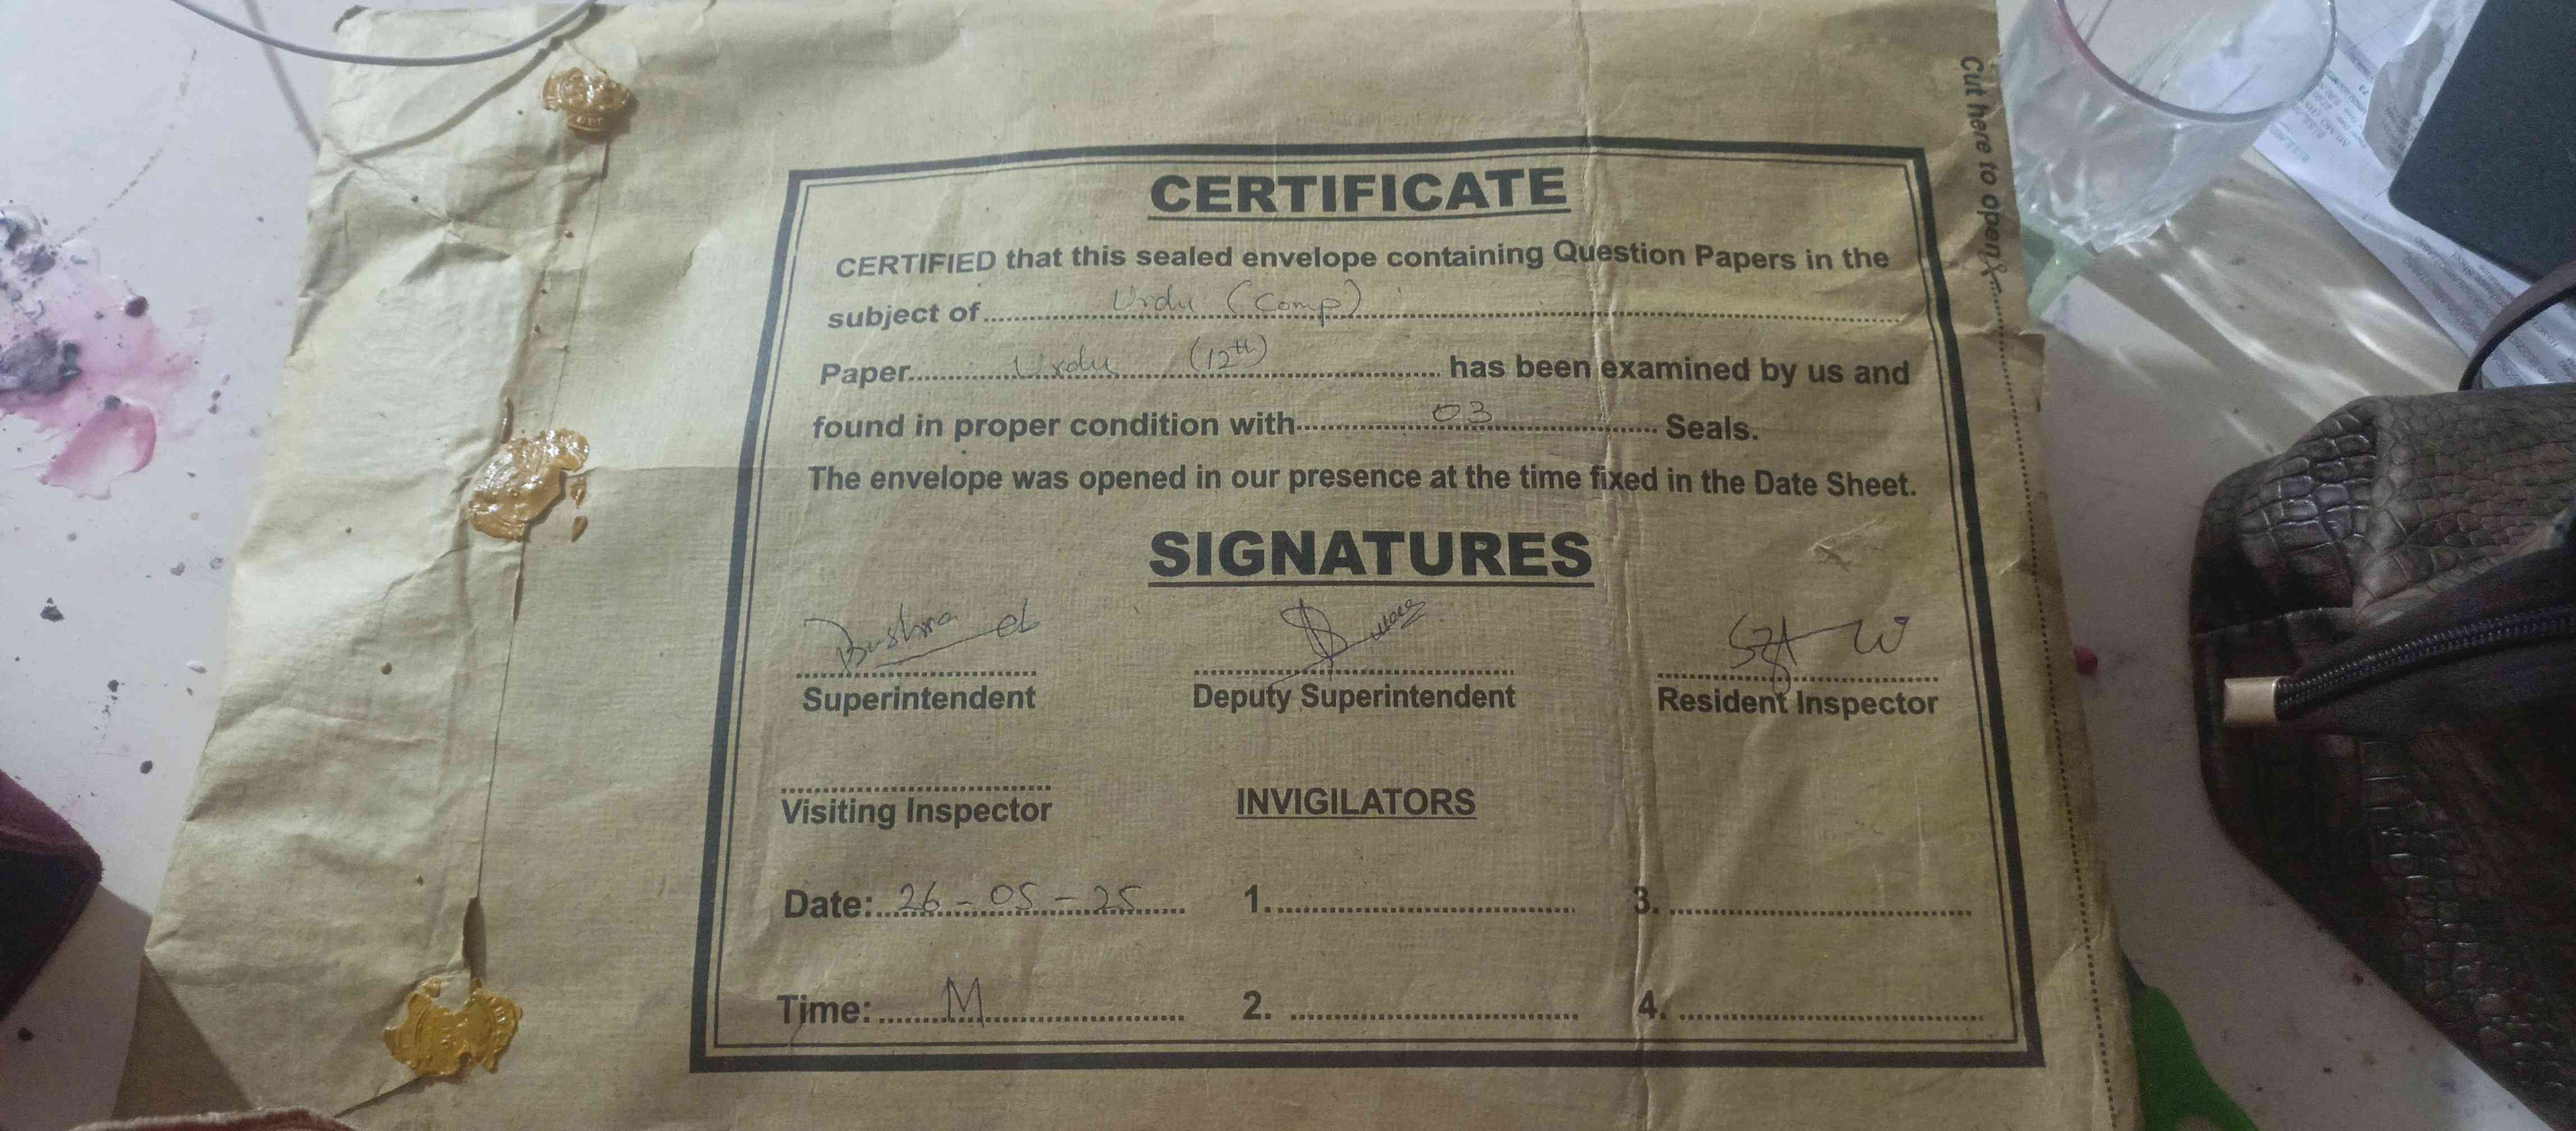 CERTIFICATE
CERTIFIED that this sealed envelope containing Question Papers in the
subject of Urdu (Comp)
Paper Urdu (12th) has been examined by us and
found in proper condition with 03 Seals.
The envelope was opened in our presence at the time fixed in the Date Sheet.
SIGNATURES
Bushra
Superintendent Deputy Superintendent Resident Inspector
Visiting Inspector INVIGILATORS
Date: 26-05-25 1. 3.
Time: M 2. 4.
Cut here to open